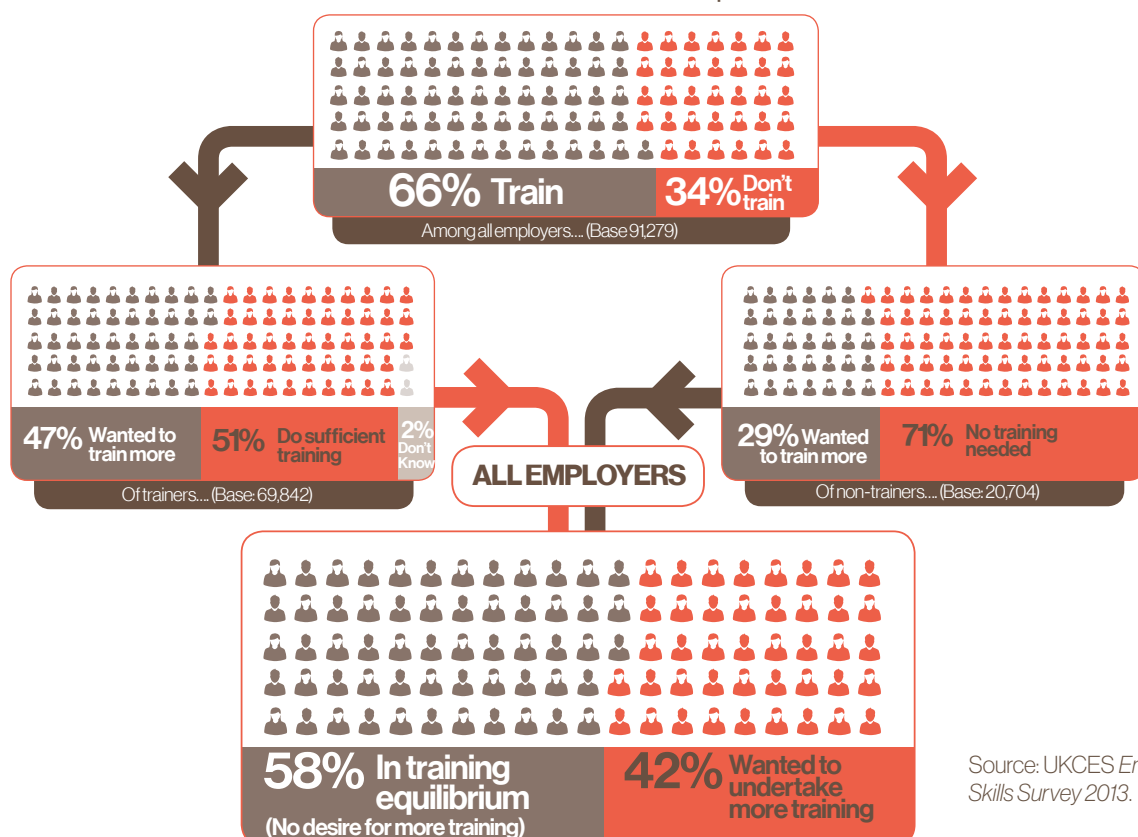 66% Train
34% Don't
train
Among all employers.... (Base 91,279)
47% Wanted to
train more
51% Do sufficient
training
2%
Don't
Know
Of trainers.... (Base: 69,842)
29% Wanted
to train more
71% No training
needed
Of non-trainers.... (Base: 20,704)
ALL EMPLOYERS
58% In training
equilibrium
(No desire for more training)
42% Wanted to
undertake
more training
Source: UKCES
Skills Survey 2013.